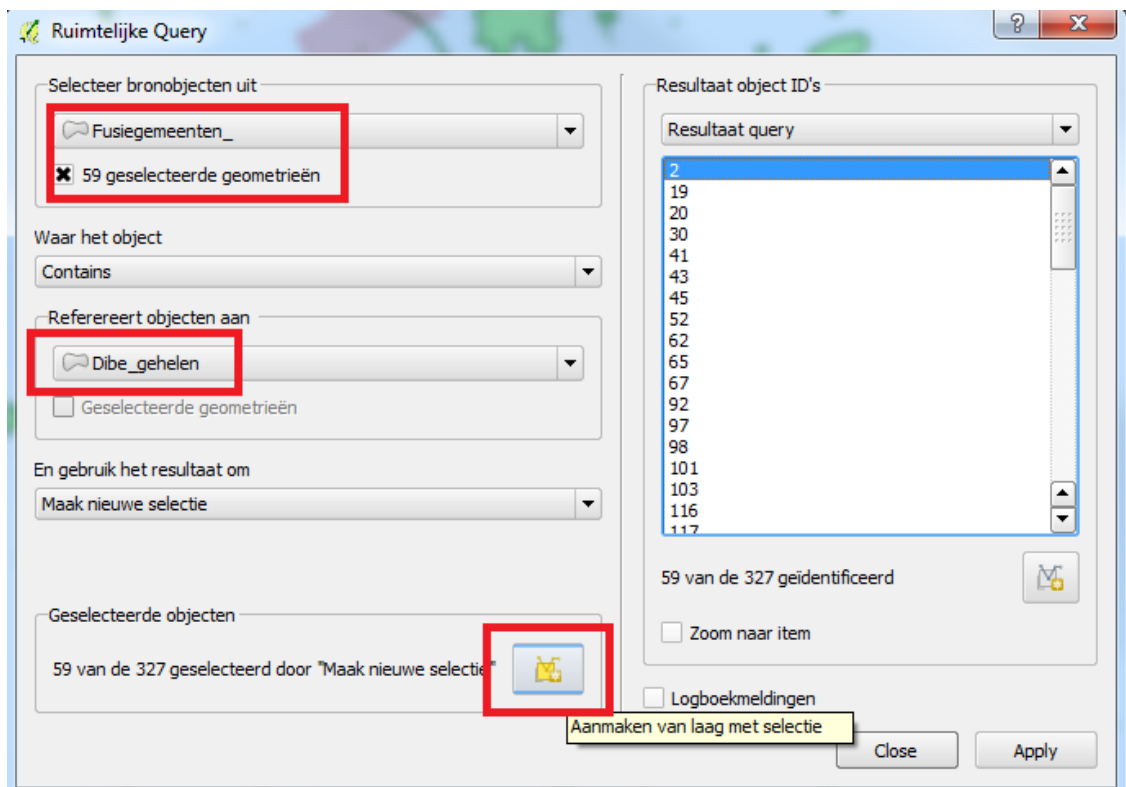 Ruimtelijke Query
Selecteer bronobjecten uit
Fusiegemeenten_
59 geselecteerde geometrieën
Waar het object
Contains
Referereert objecten aan
Dibe_gehelen
Geselecteerde geometrieën
En gebruik het resultaat om
Maak nieuwe selectie
Geselecteerde objecten
59 van de 327 geselecteerd door "Maak nieuwe selectie"
Aanmaken van laag met selectie
Resultaat object ID's
Resultaat query
2
19
20
30
41
43
45
52
62
65
67
92
97
98
101
103
116
117
59 van de 327 geïdentificeerd
Zoom naar item
Logboekmeldingen
Close
Apply